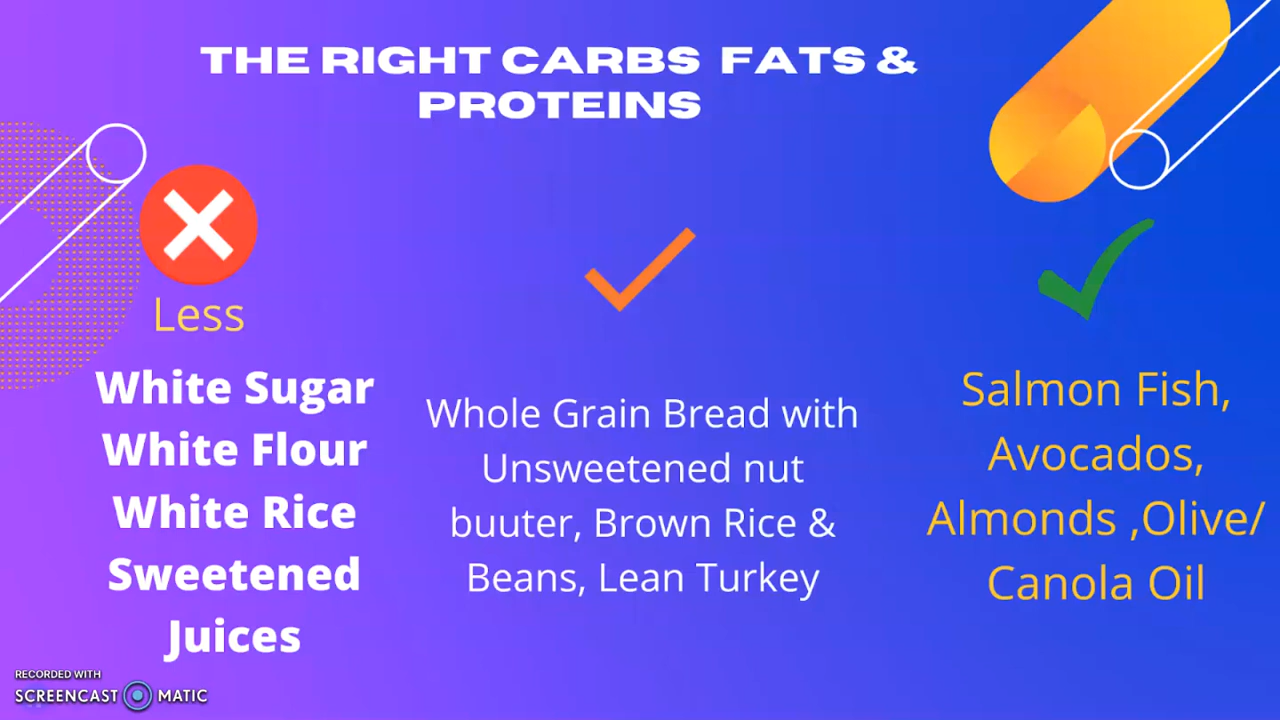 THE RIGHT CARBS FATS &
PROTEINS
Less
White Sugar
White Flour
White Rice
Sweetened
Juices
Whole Grain Bread with
Unsweetened nut
buuter, Brown Rice &
Beans, Lean Turkey
Salmon Fish,
Avocados,
Almonds ,Olive/
Canola Oil
RECORDED WITH
SCREENCAST MATIC